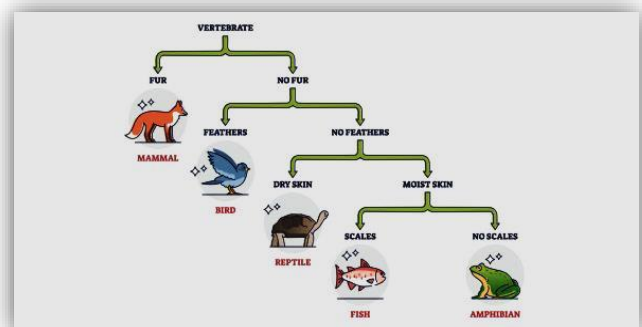 VERTEBRATE
FUR
NO FUR
MAMMAL
FEATHERS
NO FEATHERS
BIRD
DRY SKIN
MOIST SKIN
REPTILE
SCALES
NO SCALES
FISH
AMPHIBIAN